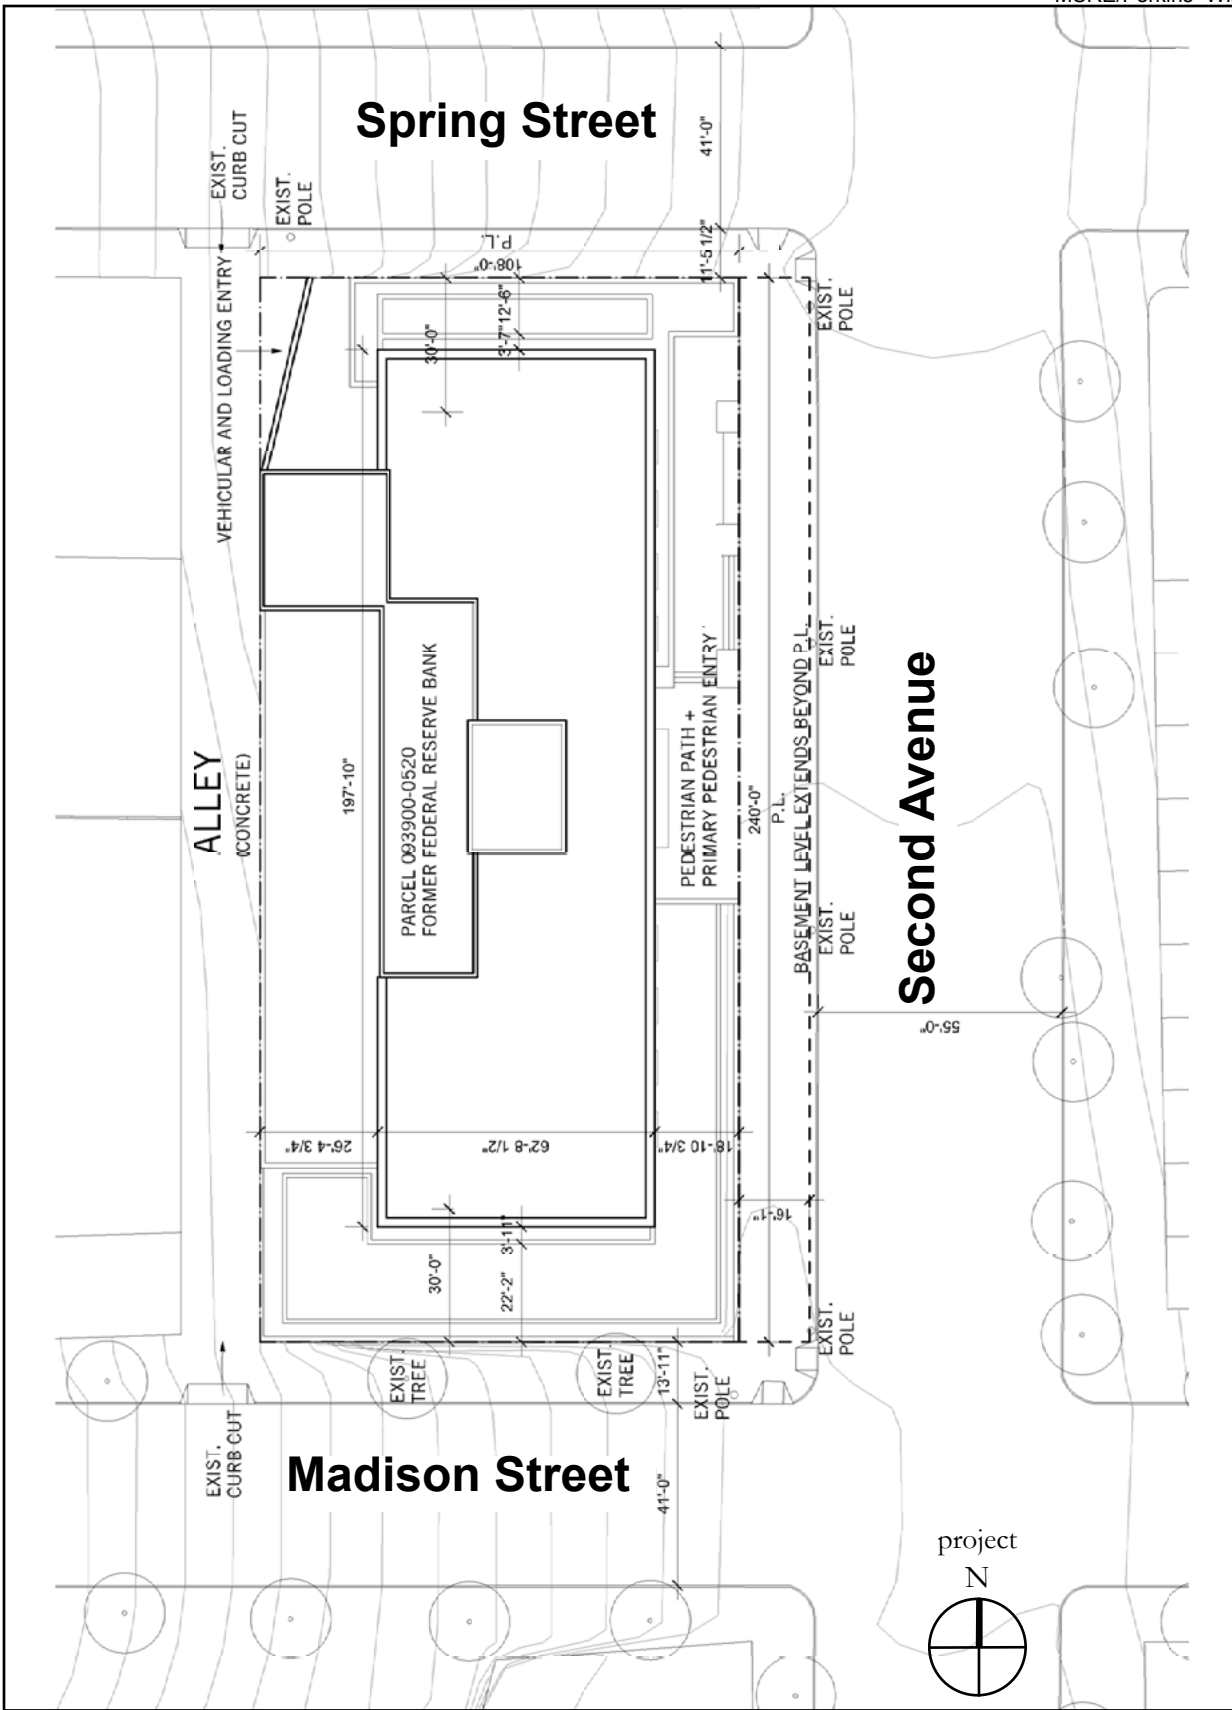 Spring Street
41'-0"
EXIST.
CURB CUT
EXIST.
POLE
P.L.
108'-0"
11'-5 1/2"
VEHICULAR AND LOADING ENTRY
30'-0"
12'-6"
3'-7"
EXIST.
POLE
EXIST.
POLE
ALLEY
(CONCRETE)
197'-10"
PARCEL 093900-0520
FORMER FEDERAL RESERVE BANK
PEDESTRIAN PATH +
PRIMARY PEDESTRIAN ENTRY
240'-0"
P.L.
BASEMENT LEVEL EXTENDS BEYOND P.L.
EXIST.
POLE
Second Avenue
55'-0"
26'-4 3/4"
62'-8 1/2"
18'-10 3/4"
16'-1"
30'-0"
3'-11"
22'-2"
EXIST.
POLE
EXIST.
TREE
EXIST.
TREE
13'-11"
EXIST.
POLE
EXIST.
CURB CUT
Madison Street
41'-0"
project
N